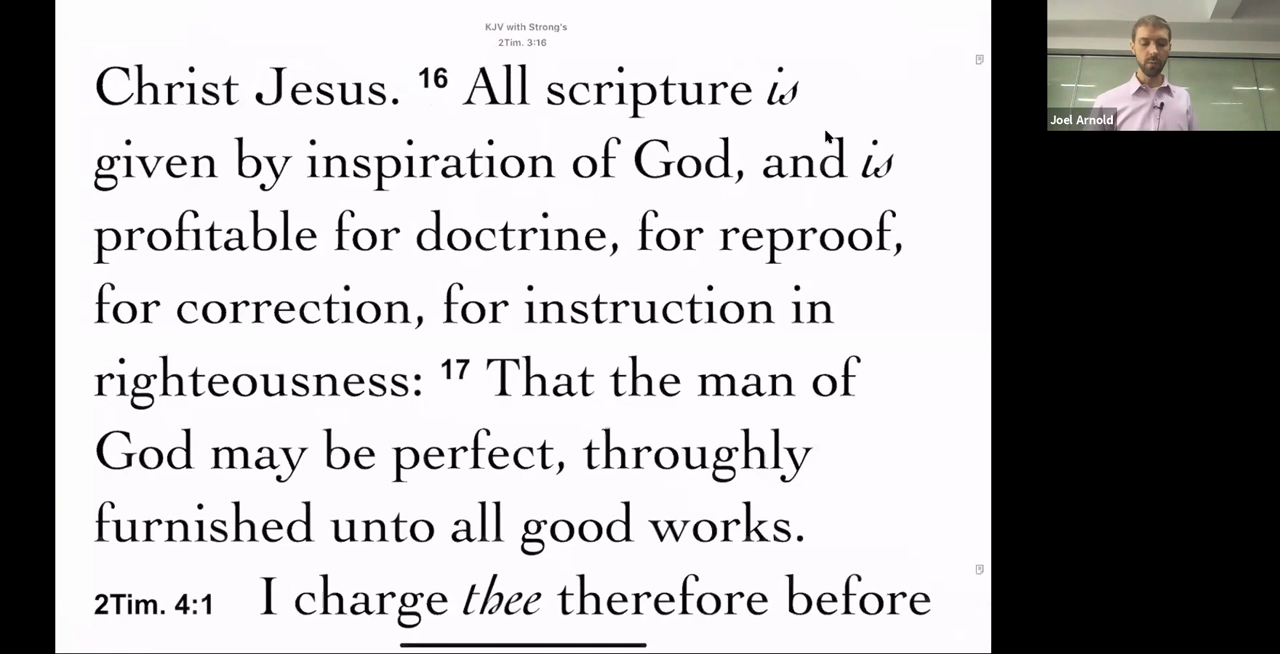 KJV with Strong's
2Tim. 3:16
Christ Jesus. 16 All scripture is
given by inspiration of God, and is
profitable for doctrine, for reproof,
for correction, for instruction in
righteousness: 17 That the man of
God may be perfect, throughly
furnished unto all good works.
2Tim. 4:1 I charge thee therefore before
Joel Arnold